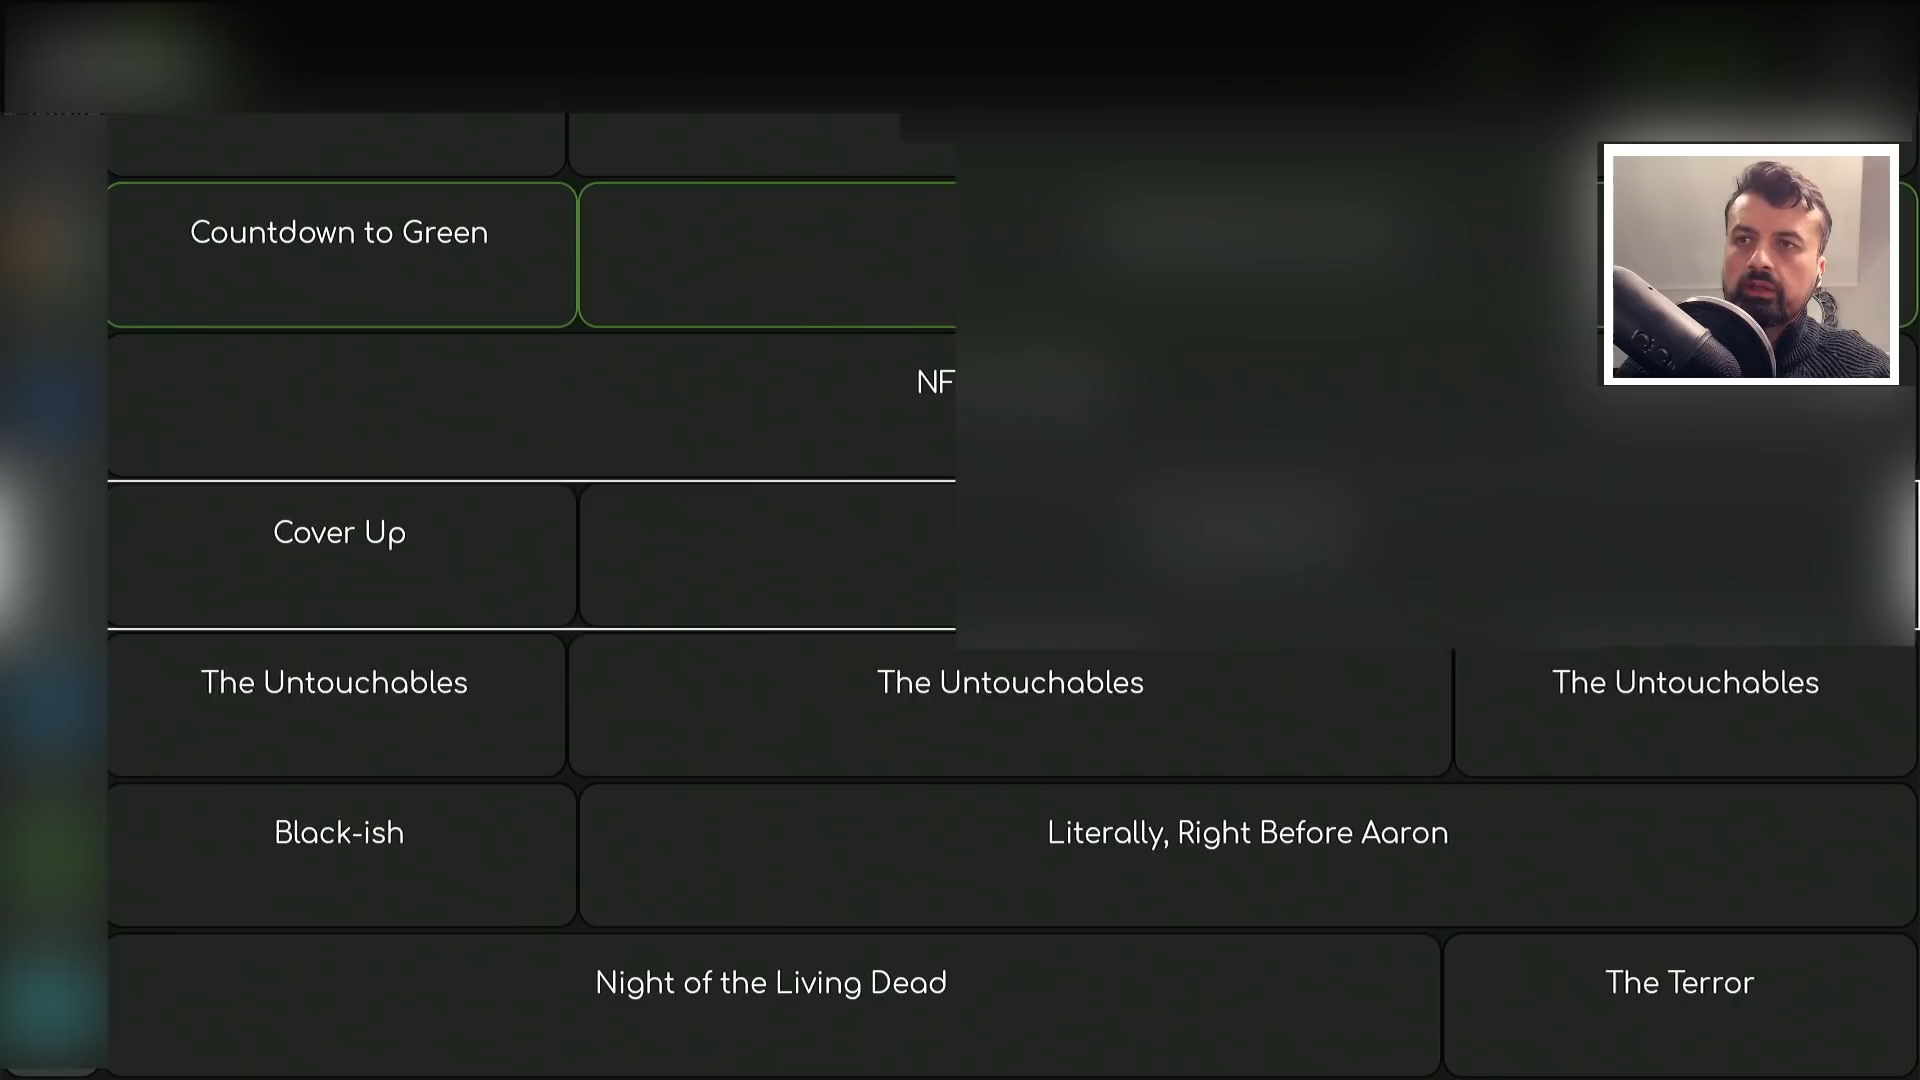 Countdown to Green
NF
Cover Up
The Untouchables
The Untouchables
The Untouchables
Black-ish
Literally, Right Before Aaron
Night of the Living Dead
The Terror